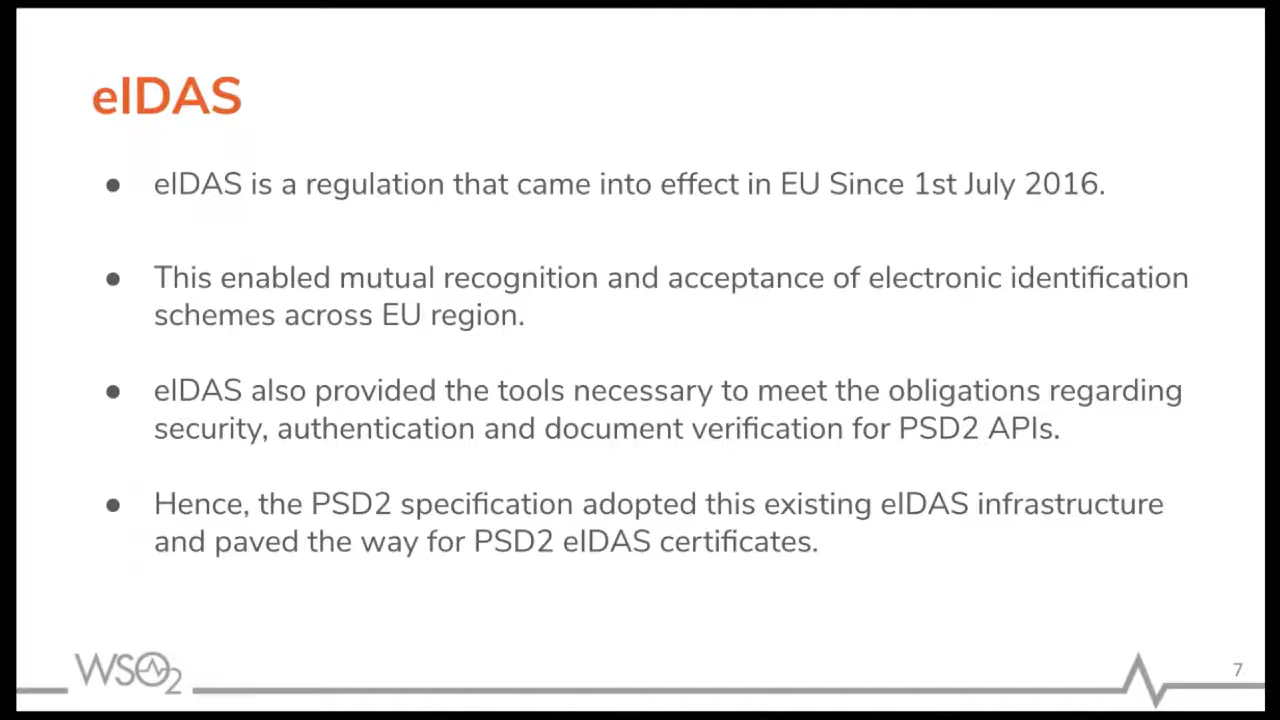 eIDAS
● eIDAS is a regulation that came into effect in EU Since 1st July 2016.
● This enabled mutual recognition and acceptance of electronic identification
schemes across EU region.
● eIDAS also provided the tools necessary to meet the obligations regarding
security, authentication and document verification for PSD2 APIs.
● Hence, the PSD2 specification adopted this existing eIDAS infrastructure
and paved the way for PSD2 eIDAS certificates.
WSO2
7